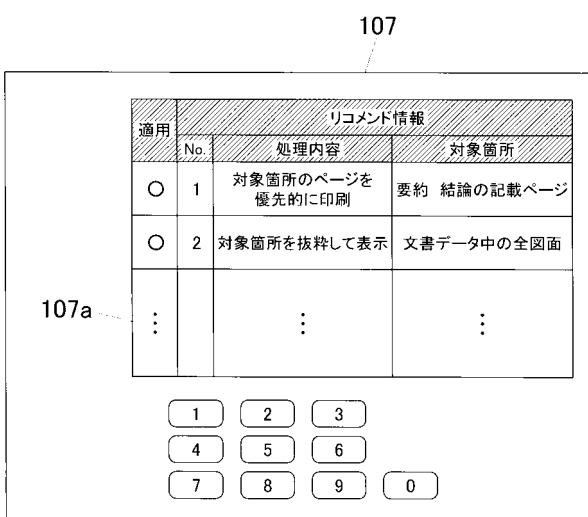 107
適用 リコメンド情報
No. 処理内容 対象箇所
○ 1 対象箇所のページを
優先的に印刷 要約 結論の記載ページ
○ 2 対象箇所を抜粋して表示 文書データ中の全図面
107a
⋮ ⋮ ⋮
1 2 3
4 5 6
7 8 9 0